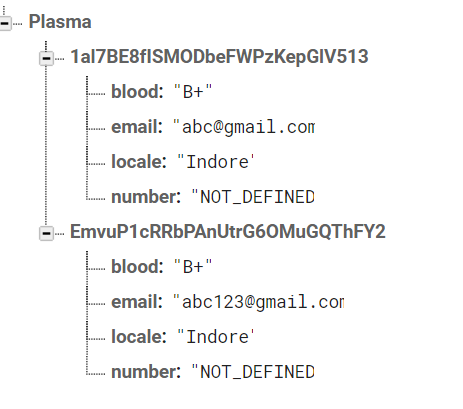 Plasma
1al7BE8fISMODbeFWPzKepGlV513
blood: "B+"
email: "abc@gmail.com
locale: "Indore'
number: "NOT_DEFINED
EmvuP1cRRbPAnUtrG6OMuGQThFY2
blood: "B+"
email: "abc123@gmail.com
locale: "Indore'
number: "NOT_DEFINED